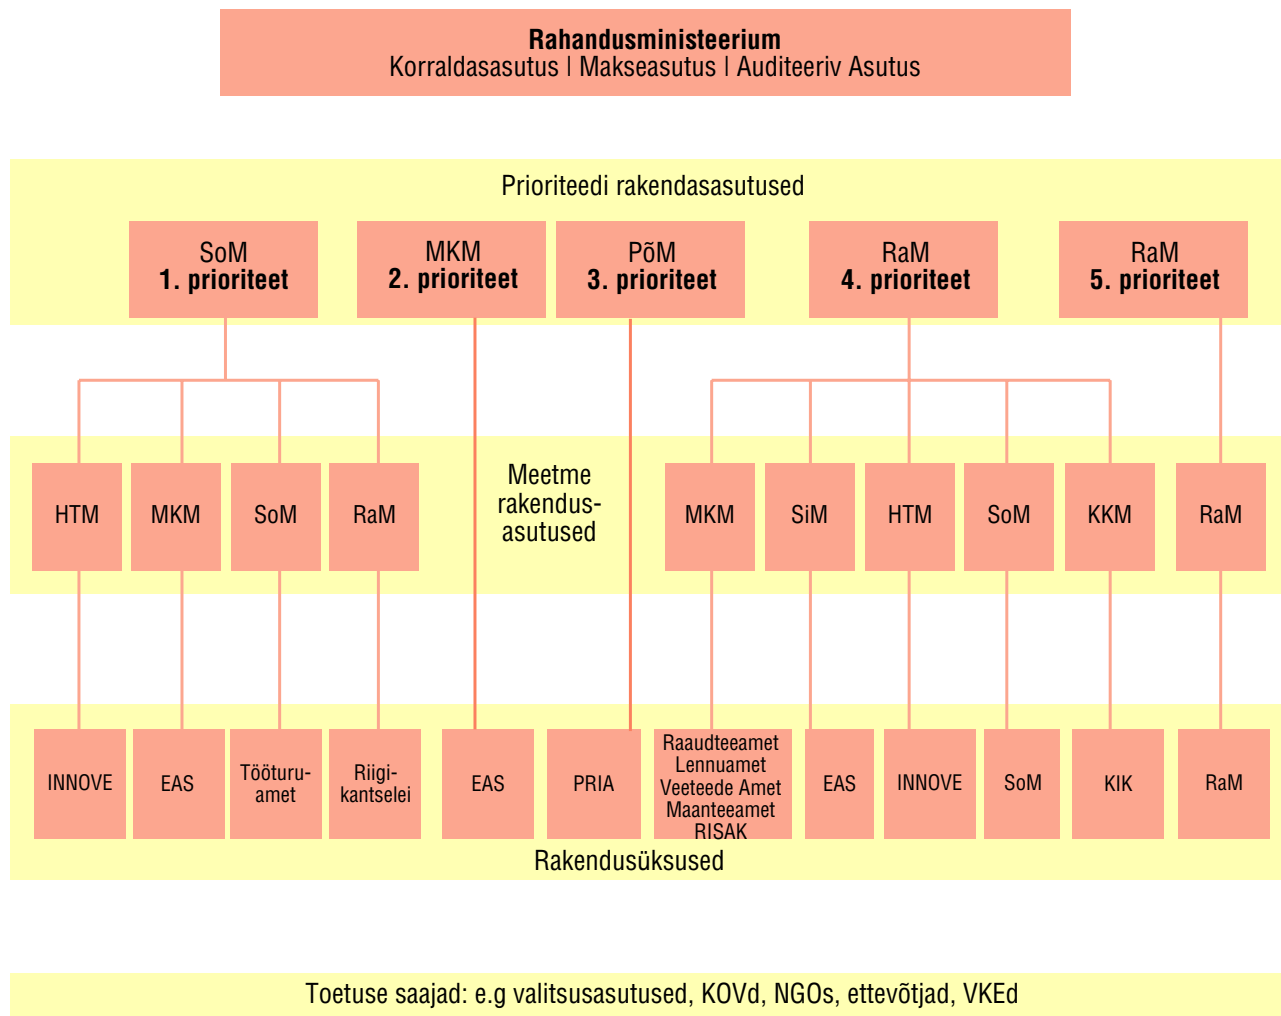 Rahandusministeerium
Korraldasasutus | Makseasutus | Auditeeriv Asutus
Prioriteedi rakendasasutused
SoM
1. prioriteet
MKM
2. prioriteet
PõM
3. prioriteet
RaM
4. prioriteet
RaM
5. prioriteet
HTM
MKM
SoM
RaM
Meetme
rakendus-
asutused
MKM
SiM
HTM
SoM
KKM
RaM
INNOVE
EAS
Tööturu-
amet
Riigi-
kantselei
EAS
PRIA
Raaudteeamet
Lennuamet
Veeteede Amet
Maanteeamet
RISAK
EAS
INNOVE
SoM
KIK
RaM
Rakendusüksused
Toetuse saajad: e.g valitsusasutused, KOVd, NGOs, ettevõtjad, VKEd